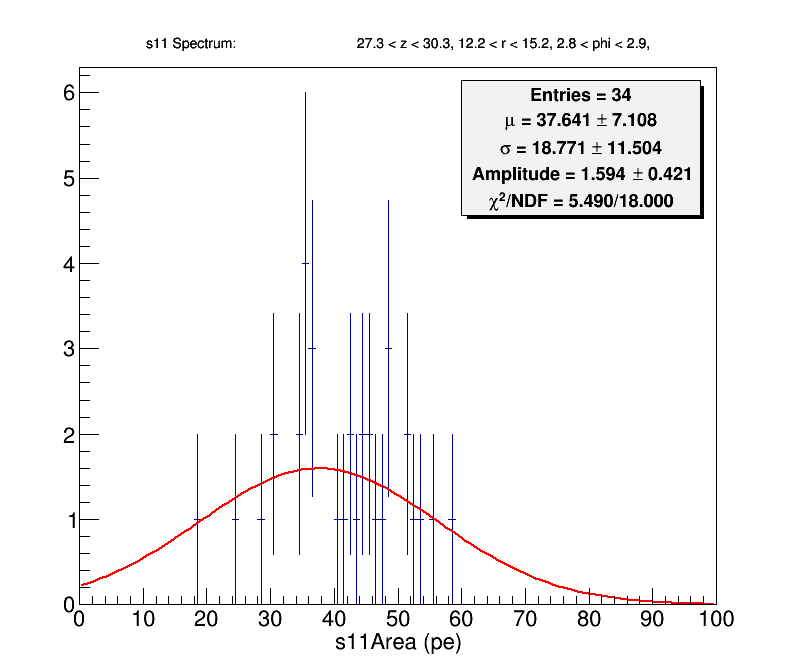 s11 Spectrum: 27.3 < z < 30.3, 12.2 < r < 15.2, 2.8 < phi < 2.9,
Entries = 34
μ = 37.641 ± 7.108
σ = 18.771 ± 11.504
Amplitude = 1.594 ± 0.421
χ²/NDF = 5.490/18.000
6
5
4
3
2
1
0
0 10 20 30 40 50 60 70 80 90 100
s11Area (pe)